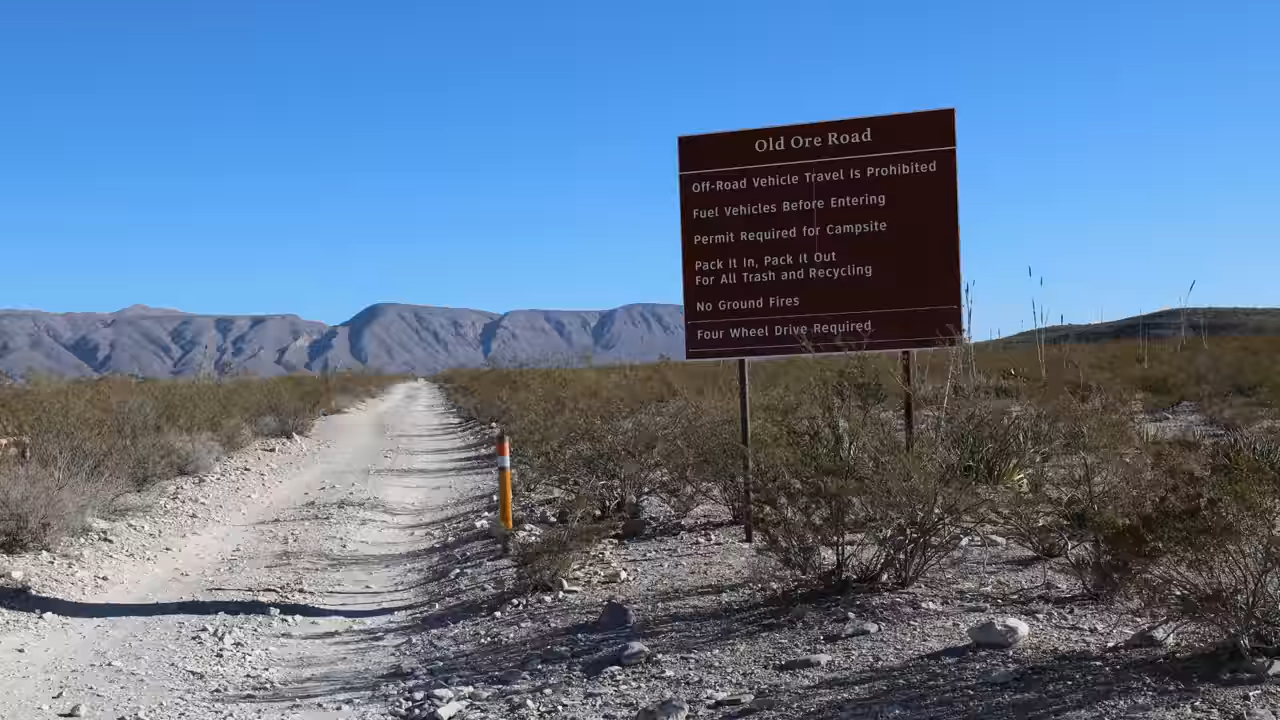 Old Ore Road
Off-Road Vehicle Travel Is Prohibited
Fuel Vehicles Before Entering
Permit Required for Campsite
Pack It In, Pack It Out
For All Trash and Recycling
No Ground Fires
Four Wheel Drive Required